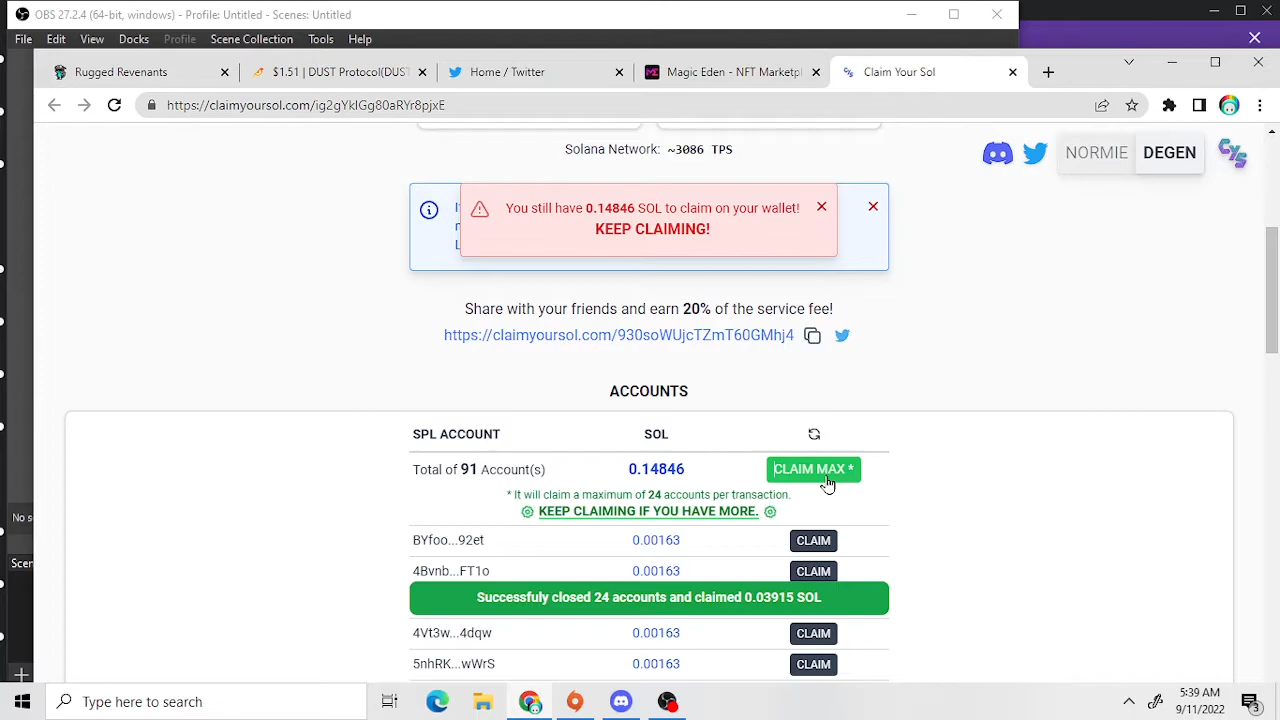 OBS 27.2.4 (64-bit, windows) - Profile: Untitled - Scenes: Untitled
File Edit View Docks Profile Scene Collection Tools Help
Rugged Revenants $1.51 | DUST Protocol(DUST Home / Twitter Magic Eden - NFT Marketpl Claim Your Sol
https://claimyoursol.com/ig2gYklGg80aRYr8pjxE
Solana Network: ~3086 TPS
NORMIE DEGEN
You still have 0.14846 SOL to claim on your wallet!
KEEP CLAIMING!
Share with your friends and earn 20% of the service fee!
https://claimyoursol.com/930soWUjcTZmT60GMhj4
ACCOUNTS
SPL ACCOUNT SOL
Total of 91 Account(s) 0.14846 CLAIM MAX *
* It will claim a maximum of 24 accounts per transaction.
KEEP CLAIMING IF YOU HAVE MORE.
BYfoo...92et 0.00163 CLAIM
4Bvnb...FT1o 0.00163 CLAIM
Successfuly closed 24 accounts and claimed 0.03915 SOL
4Vt3w...4dqw 0.00163 CLAIM
5nhRK...wWrS 0.00163 CLAIM
No s
Scen
Type here to search
5:39 AM
9/11/2022
3